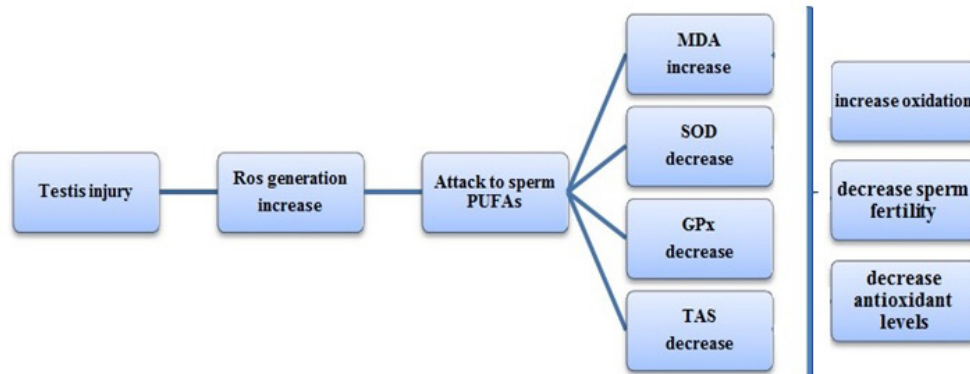 Testis injury
Ros generation
increase
Attack to sperm
PUFAs
MDA
increase
SOD
decrease
GPx
decrease
TAS
decrease
increase oxidation
decrease sperm
fertility
decrease
antioxidant
levels